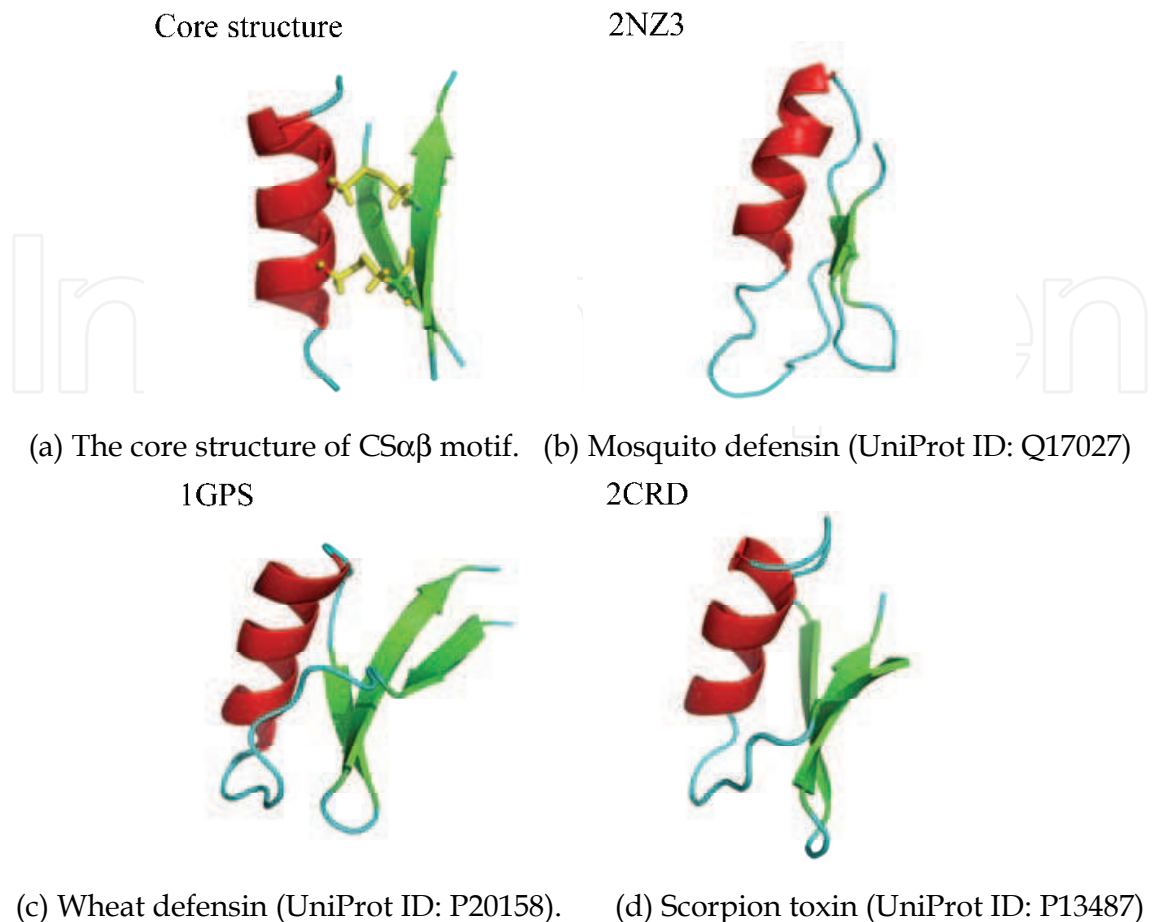 Core structure
2NZ3
(a) The core structure of CSαβ motif.
(b) Mosquito defensin (UniProt ID: Q17027)
1GPS
2CRD
(c) Wheat defensin (UniProt ID: P20158).
(d) Scorpion toxin (UniProt ID: P13487)